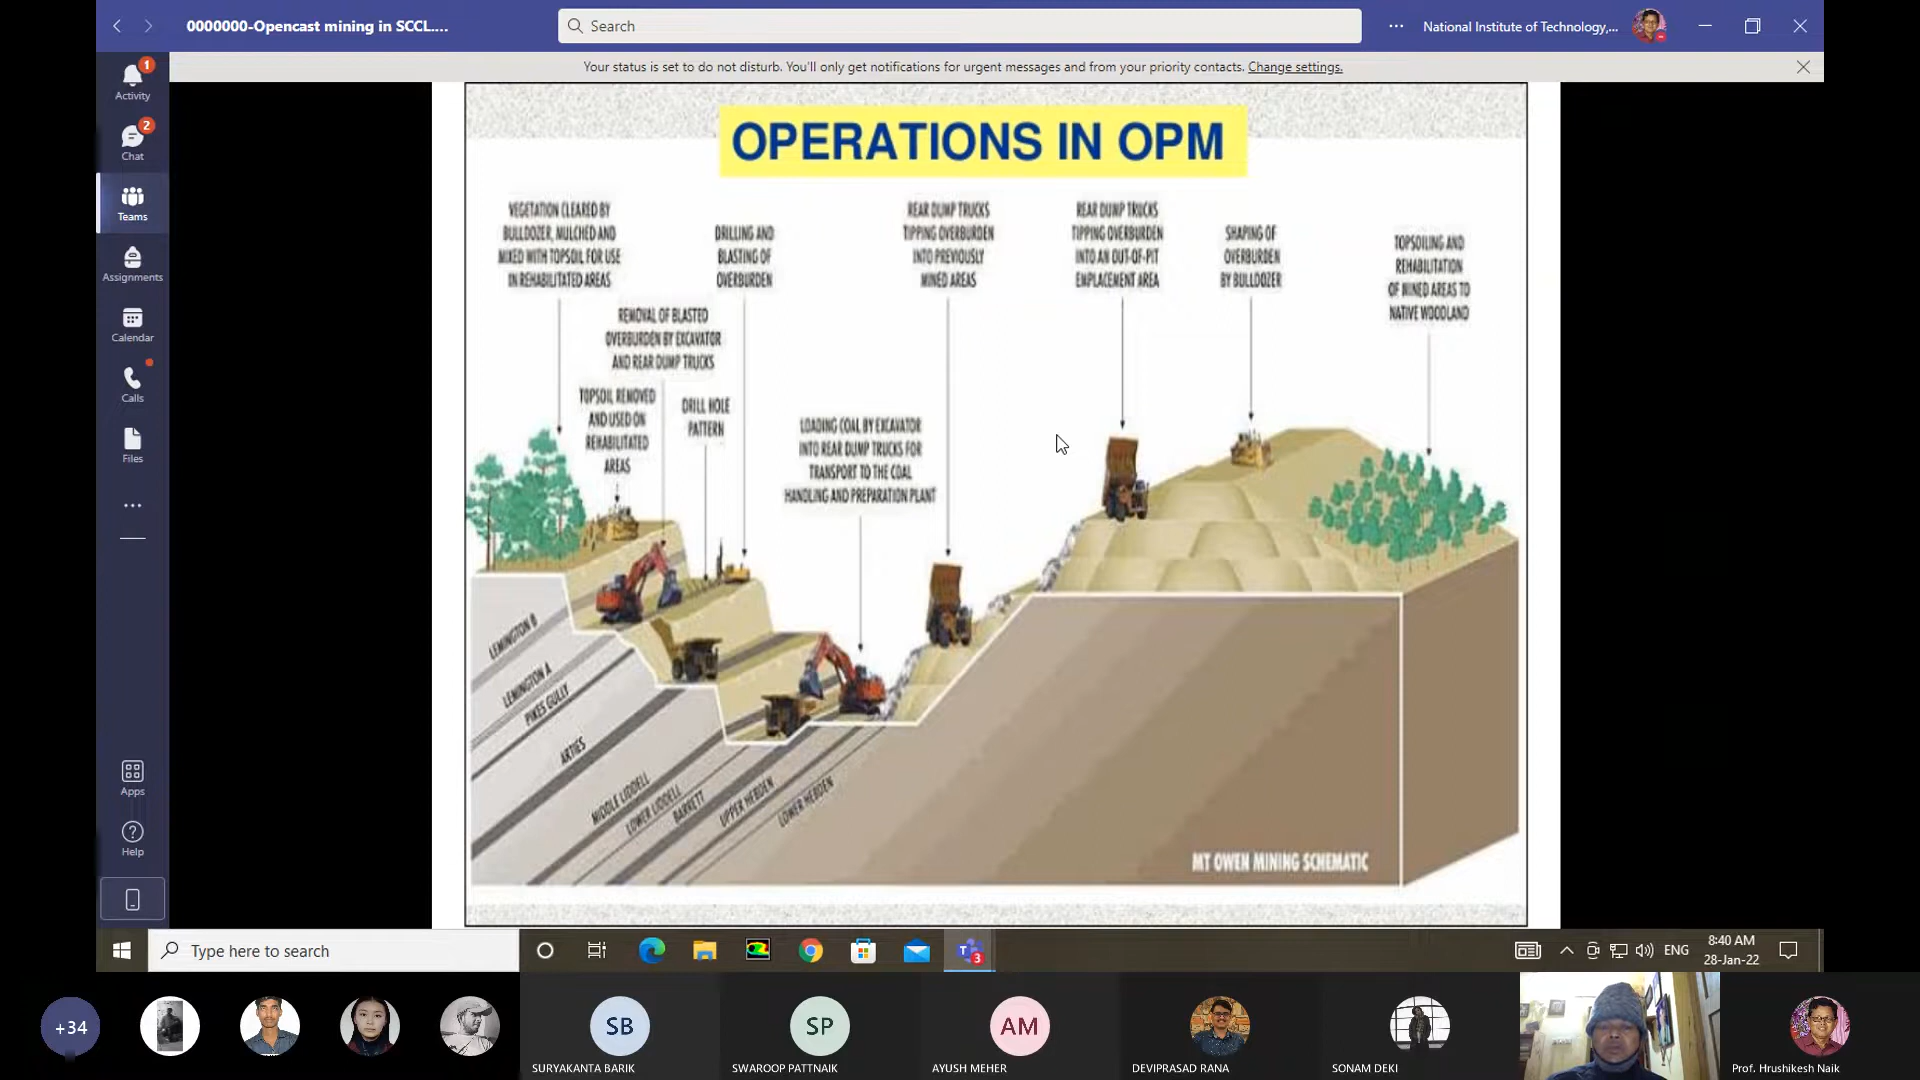 0000000-Opencast mining in SCCL....
Search
National Institute of Technology,...
Your status is set to do not disturb. You'll only get notifications for urgent messages and from your priority contacts. Change settings.
1
Activity
2
Chat
Teams
Assignments
Calendar
Calls
Files
Apps
Help
OPERATIONS IN OPM
VEGETATION CLEARED BY
BULLDOZER, MULCHED AND
MIXED WITH TOPSOIL FOR USE
IN REHABILITATED AREAS
DRILLING AND
BLASTING OF
OVERBURDEN
REAR DUMP TRUCKS
TIPPING OVERBURDEN
INTO PREVIOUSLY
MINED AREAS
REAR DUMP TRUCKS
TIPPING OVERBURDEN
INTO AN OUT-OF-PIT
EMPLACEMENT AREA
SHAPING OF
OVERBURDEN
BY BULLDOZER
TOPSOILING AND
REHABILITATION
OF MINED AREAS TO
NATIVE WOODLAND
REMOVAL OF BLASTED
OVERBURDEN BY EXCAVATOR
AND REAR DUMP TRUCKS
TOPSOIL REMOVED
AND USED ON
REHABILITATED
AREAS
DRILL HOLE
PATTERN
LOADING COAL BY EXCAVATOR
INTO REAR DUMP TRUCKS FOR
TRANSPORT TO THE COAL
HANDLING AND PREPARATION PLANT
LEMINGTON B
LEMINGTON A
PIKES GULLY
ARTIES
MIDDLE LIDDELL
LOWER LIDDELL
BARRETT
UPPER HEBDEN
LOWER HEBDEN
MT OWEN MINING SCHEMATIC
Type here to search
3
ENG
8:40 AM
28-Jan-22
+34
SB
SURYAKANTA BARIK
SP
SWAROOP PATTNAIK
AM
AYUSH MEHER
DEVIPRASAD RANA
SONAM DEKI
Prof. Hrushikesh Naik